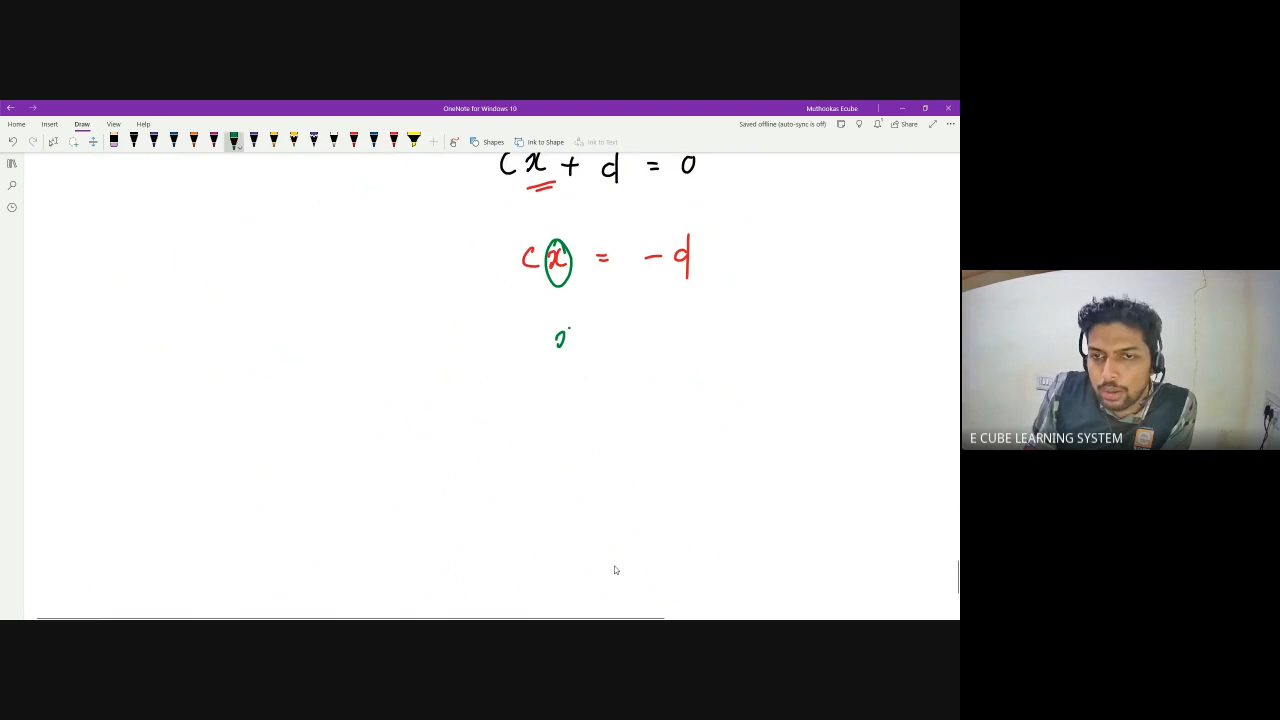 OneNote for Windows 10
Muthookas Ecube
Home Insert Draw View Help
Saved offline (auto-sync is off)
Share
Shapes
Ink to Shape
Ink to Text
cx + d = 0
cx = - d
E CUBE LEARNING SYSTEM